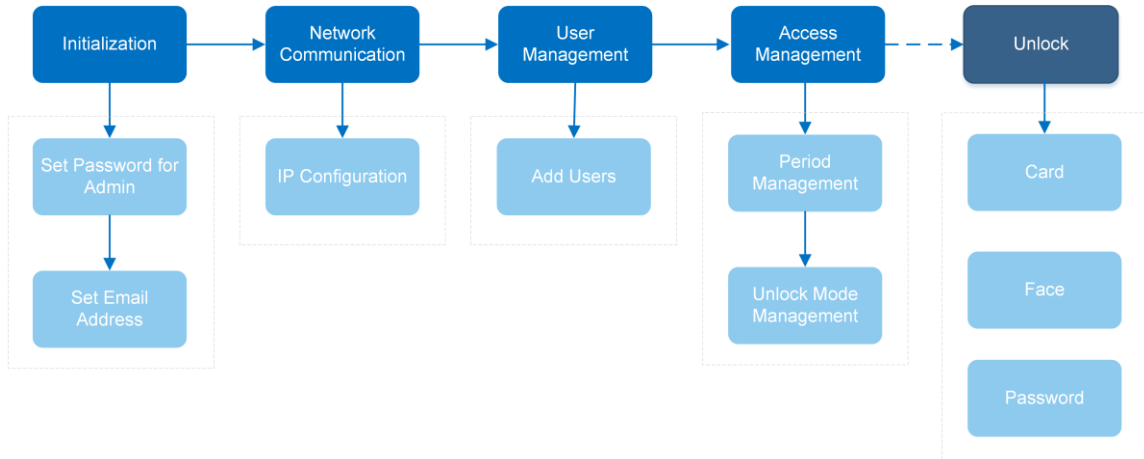 Initialization
Network
Communication
User
Management
Access
Management
Unlock
Set Password for
Admin
IP Configuration
Add Users
Period
Management
Card
Set Email
Address
Unlock Mode
Management
Face
Password